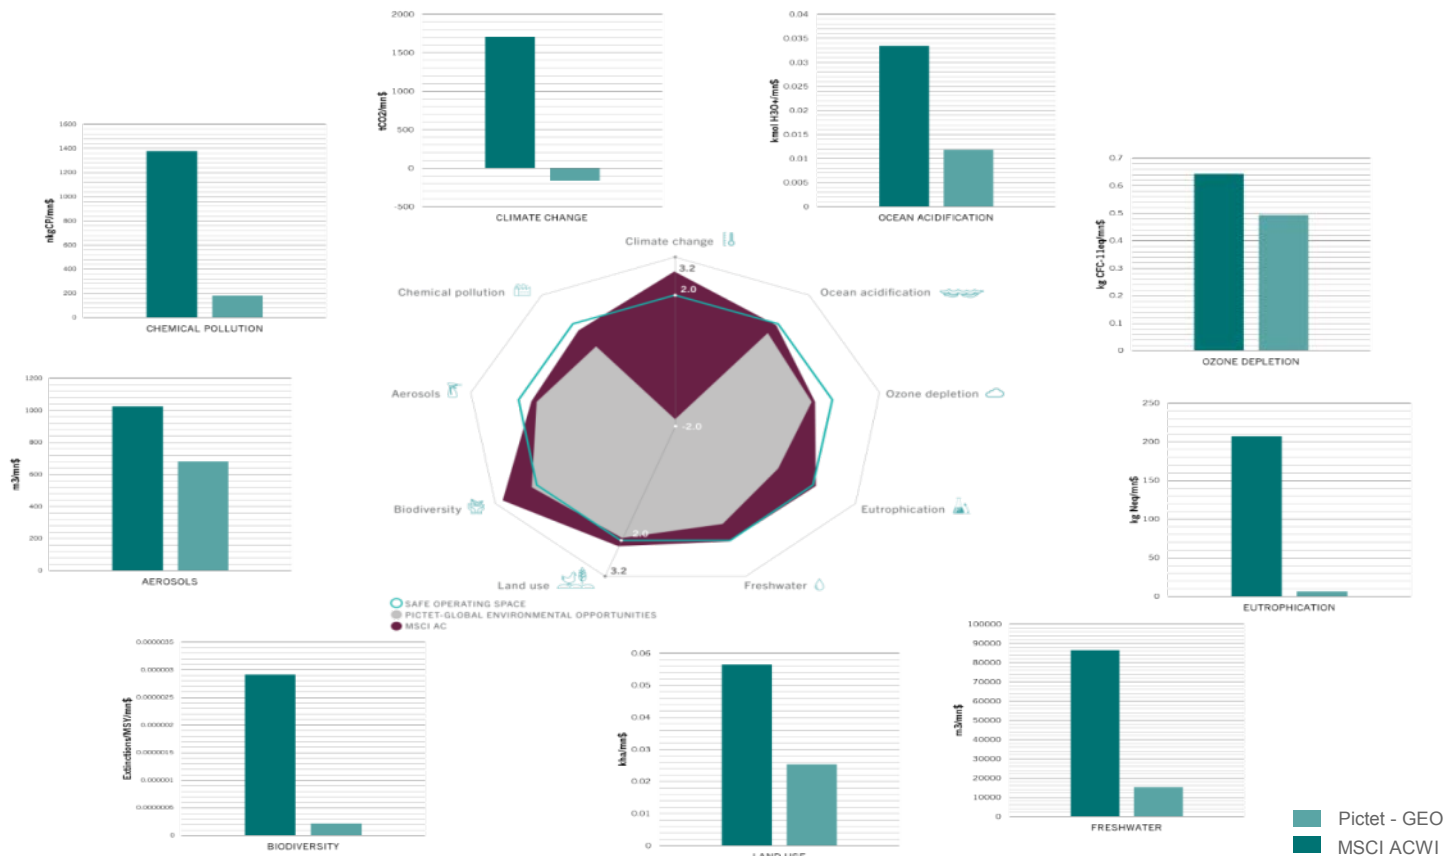 2000
1500
1000
500
0
-500
tCO2/mn$
CLIMATE CHANGE
0.04
0.035
0.03
0.025
0.02
0.015
0.01
0.005
0
kmol H3O+/mn$
OCEAN ACIDIFICATION
1600
1400
1200
1000
800
600
400
200
0
nkgCP/mn$
CHEMICAL POLLUTION
0.7
0.6
0.5
0.4
0.3
0.2
0.1
0
kg CFC-11eq/mn$
OZONE DEPLETION
Climate change
3.2
2.0
Chemical pollution
Ocean acidification
Aerosols
Ozone depletion
-2.0
Biodiversity
Eutrophication
2.0
3.2
Land use
Freshwater
SAFE OPERATING SPACE
PICTET-GLOBAL ENVIRONMENTAL OPPORTUNITIES
MSCI AC
1200
1000
800
600
400
200
0
m3/mn$
AEROSOLS
250
200
150
100
50
0
kg Neq/mn$
EUTROPHICATION
0.0000035
0.000003
0.0000025
0.000002
0.0000015
0.000001
0.0000005
0
Extinctions/MSY/mn$
BIODIVERSITY
0.06
0.05
0.04
0.03
0.02
0.01
0
kha/mn$
LAND USE
100000
90000
80000
70000
60000
50000
40000
30000
20000
10000
0
m3/mn$
FRESHWATER
Pictet - GEO
MSCI ACWI